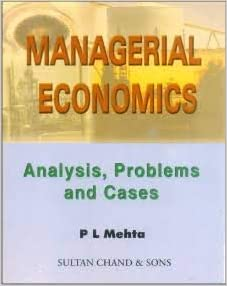 MANAGERIAL
ECONOMICS
Analysis, Problems
and Cases
P L Mehta
SULTAN CHAND & SONS